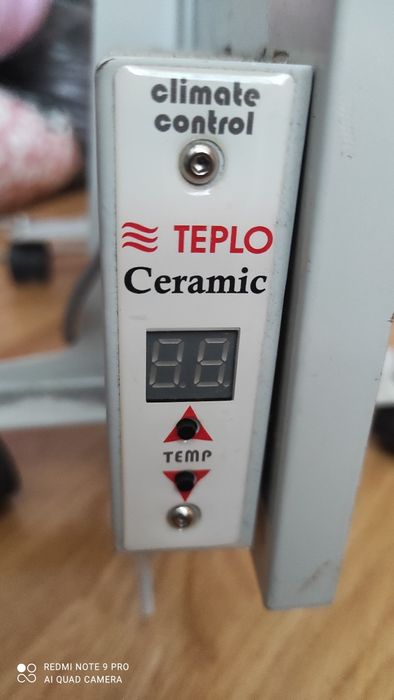 climate
control
TEPLO
Ceramic
TEMP
REDMI NOTE 9 PRO
AI QUAD CAMERA